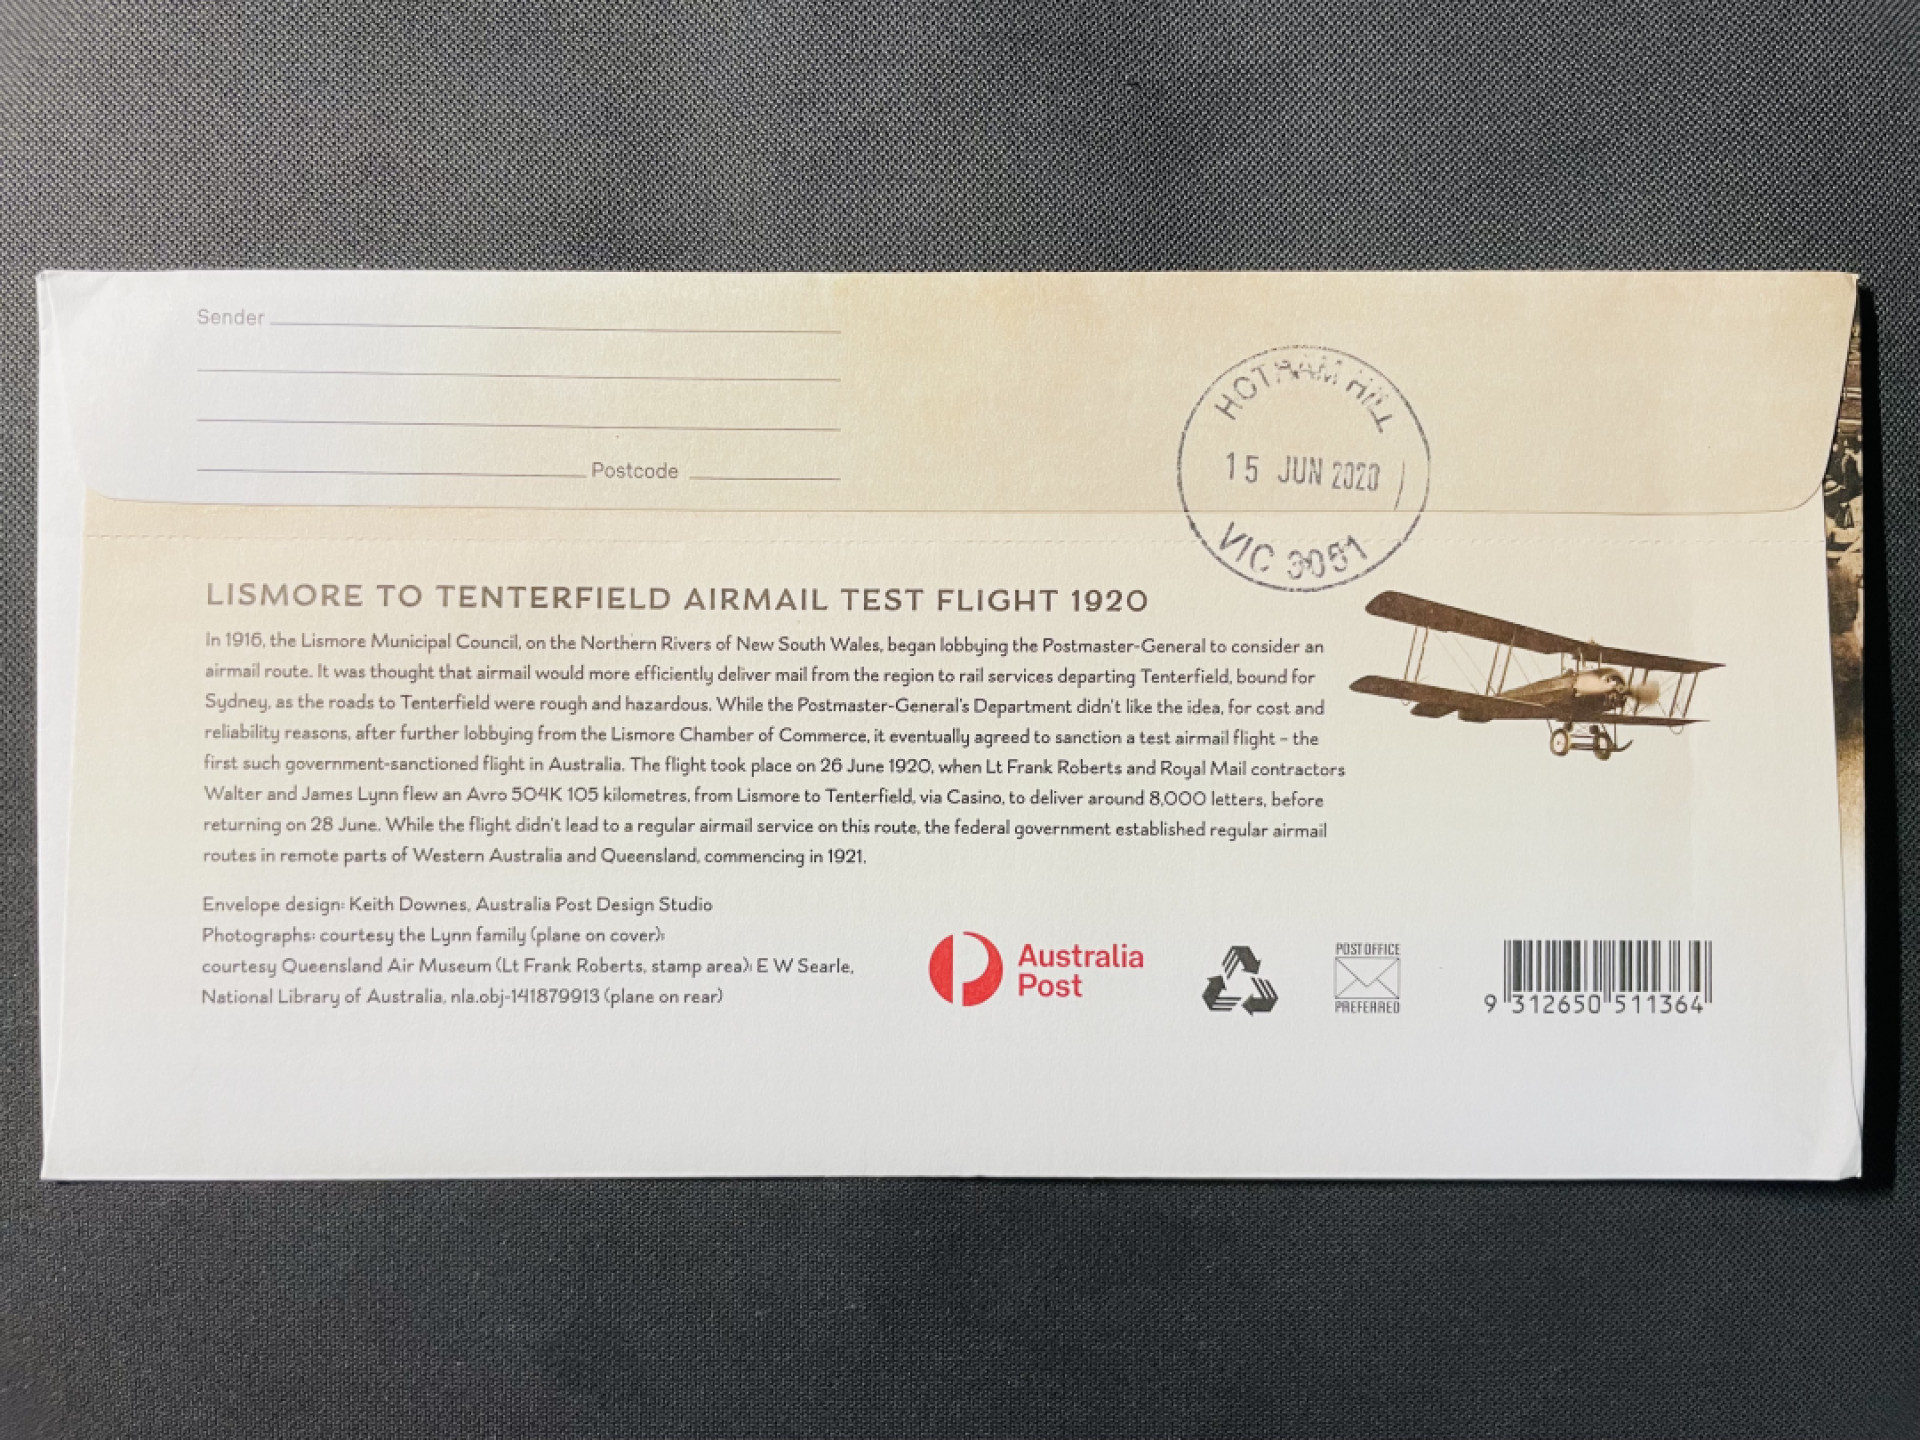 Sender
Postcode
HOTHAM HILL
15 JUN 2020
VIC 3051
LISMORE TO TENTERFIELD AIRMAIL TEST FLIGHT 1920
In 1916, the Lismore Municipal Council, on the Northern Rivers of New South Wales, began lobbying the Postmaster-General to consider an
airmail route. It was thought that airmail would more efficiently deliver mail from the region to rail services departing Tenterfield, bound for
Sydney, as the roads to Tenterfield were rough and hazardous. While the Postmaster-General's Department didn't like the idea, for cost and
reliability reasons, after further lobbying from the Lismore Chamber of Commerce, it eventually agreed to sanction a test airmail flight – the
first such government-sanctioned flight in Australia. The flight took place on 26 June 1920, when Lt Frank Roberts and Royal Mail contractors
Walter and James Lynn flew an Avro 504K 105 kilometres, from Lismore to Tenterfield, via Casino, to deliver around 8,000 letters, before
returning on 28 June. While the flight didn't lead to a regular airmail service on this route, the federal government established regular airmail
routes in remote parts of Western Australia and Queensland, commencing in 1921.
Envelope design: Keith Downes, Australia Post Design Studio
Photographs: courtesy the Lynn family (plane on cover);
courtesy Queensland Air Museum (Lt Frank Roberts, stamp area); E W Searle,
National Library of Australia, nla.obj-141879913 (plane on rear)
Australia
Post
POST OFFICE
PREFERRED
9 312650 511364